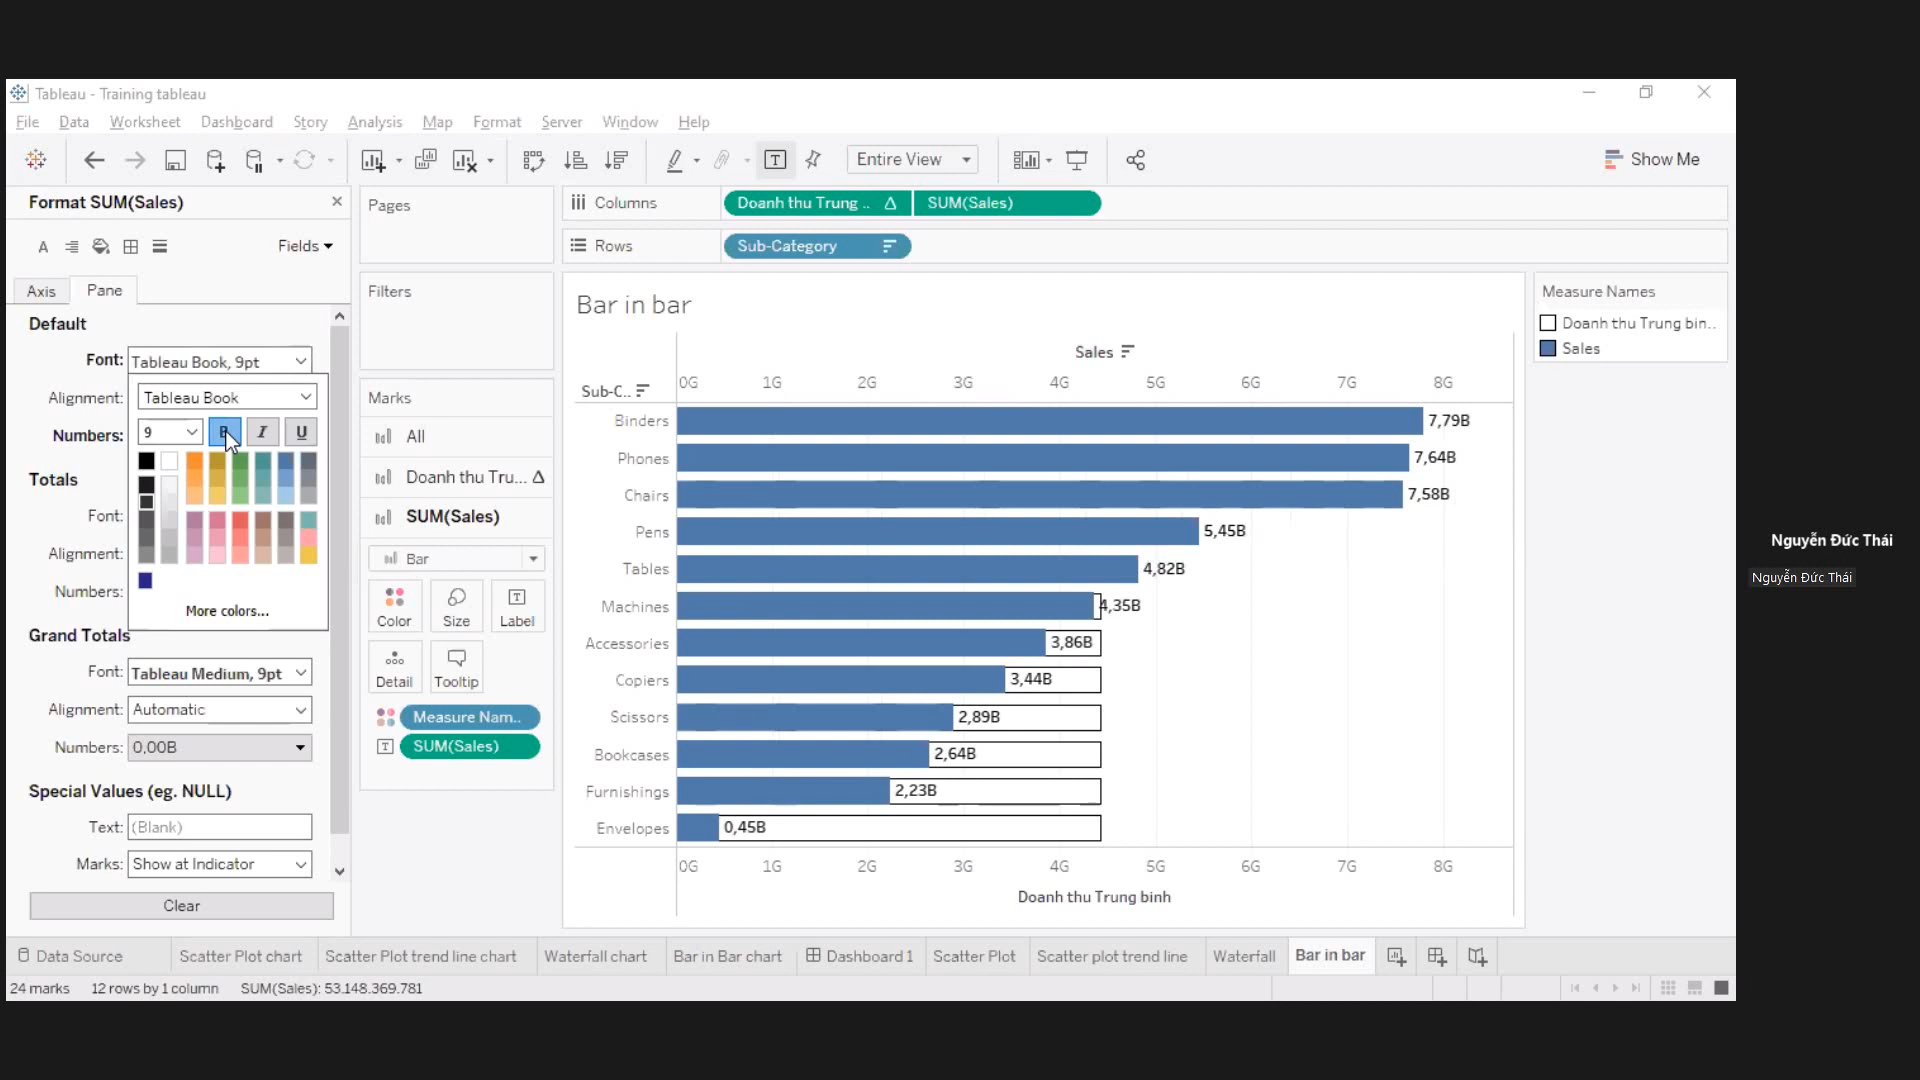 Tableau - Training tableau
File Data Worksheet Dashboard Story Analysis Map Format Server Window Help
Entire View
Show Me
Format SUM(Sales)
Fields
Axis Pane
Default
Font: Tableau Book, 9pt
Alignment: Tableau Book
Numbers: 9 B I U
Totals
Font:
Alignment:
Numbers:
More colors...
Grand Totals
Font: Tableau Medium, 9pt
Alignment: Automatic
Numbers: 0,00B
Special Values (eg. NULL)
Text: (Blank)
Marks: Show at Indicator
Clear
Pages
Filters
Marks
All
Doanh thu Tru... Δ
SUM(Sales)
Bar
Color Size Label
Detail Tooltip
Measure Nam..
SUM(Sales)
Columns Doanh thu Trung .. Δ SUM(Sales)
Rows Sub-Category
Bar in bar
Sales
Sub-C..
0G 1G 2G 3G 4G 5G 6G 7G 8G
Binders 7,79B
Phones 7,64B
Chairs 7,58B
Pens 5,45B
Tables 4,82B
Machines 4,35B
Accessories 3,86B
Copiers 3,44B
Scissors 2,89B
Bookcases 2,64B
Furnishings 2,23B
Envelopes 0,45B
0G 1G 2G 3G 4G 5G 6G 7G 8G
Doanh thu Trung binh
Measure Names
Doanh thu Trung bin..
Sales
Nguyễn Đức Thái
Nguyễn Đức Thái
Data Source Scatter Plot chart Scatter Plot trend line chart Waterfall chart Bar in Bar chart Dashboard 1 Scatter Plot Scatter plot trend line Waterfall Bar in bar
24 marks 12 rows by 1 column SUM(Sales): 53.148.369.781